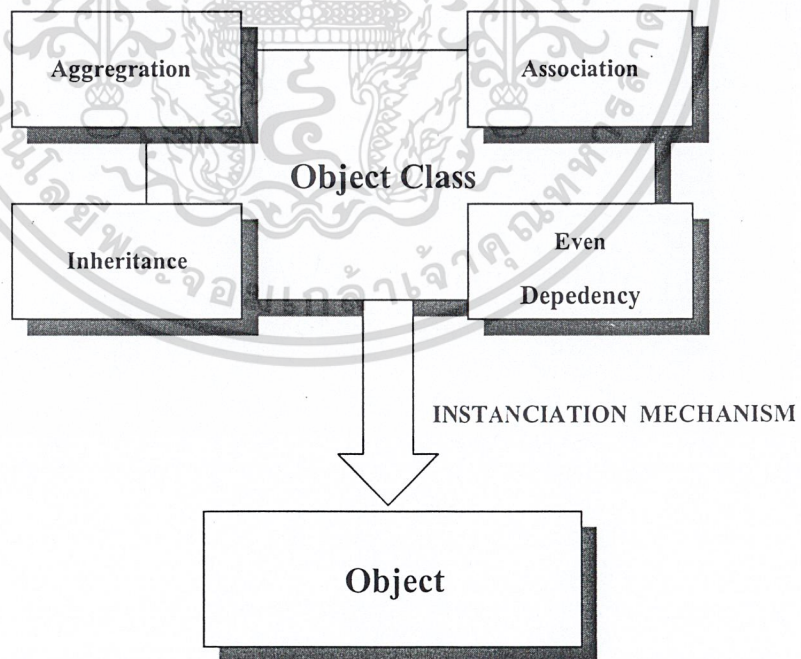 Aggregration
Association
Object Class
Inheritance
Even
Depedency
INSTANCIATION MECHANISM
Object